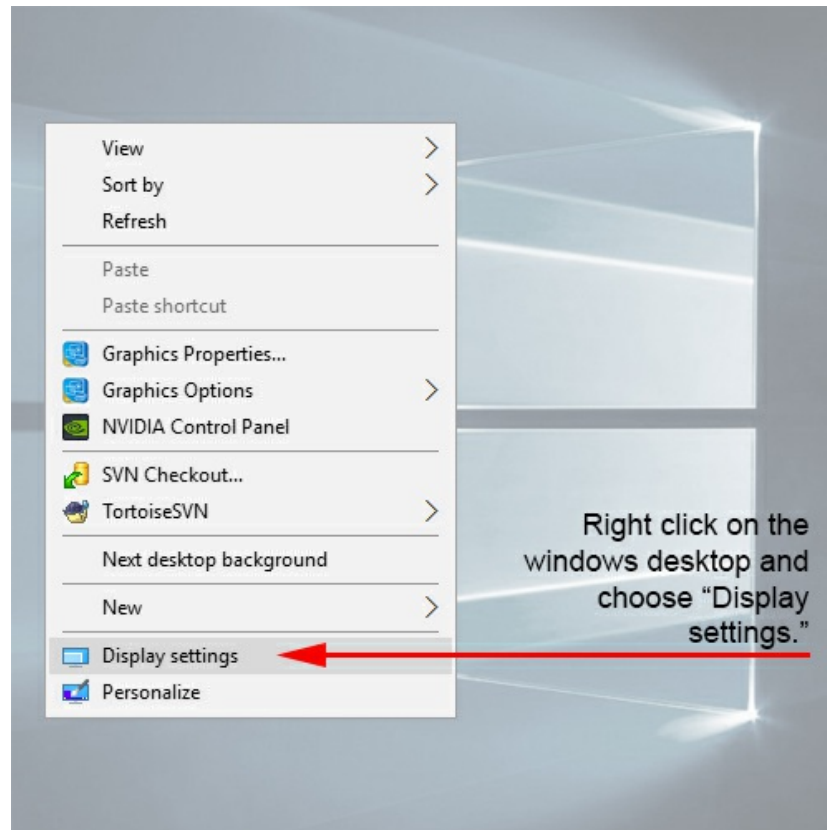 View
Sort by
Refresh
Paste
Paste shortcut
Graphics Properties...
Graphics Options
NVIDIA Control Panel
SVN Checkout...
TortoiseSVN
Next desktop background
New
Display settings
Personalize
Right click on the
windows desktop and
choose “Display
settings.”